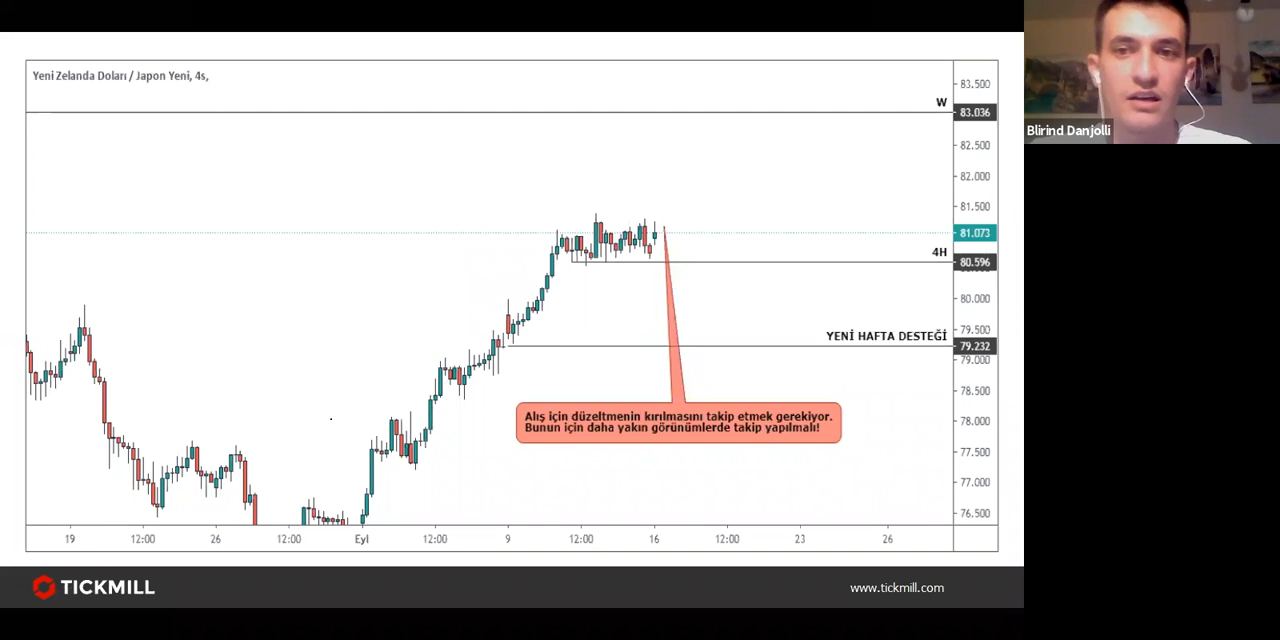 Yeni Zelanda Doları / Japon Yeni, 4s,
83.500
W
83.036
82.500
82.000
81.500
81.073
4H
80.596
80.000
79.500
YENİ HAFTA DESTEĞİ
79.232
79.000
78.500
Alış için düzeltmenin kırılmasını takip etmek gerekiyor.
Bunun için daha yakın görünümlerde takip yapılmalı!
78.000
77.500
77.000
76.500
19 12:00 26 12:00 Eyl 12:00 9 12:00 16 12:00 23 26
TICKMILL
www.tickmill.com
Blirind Danjolli